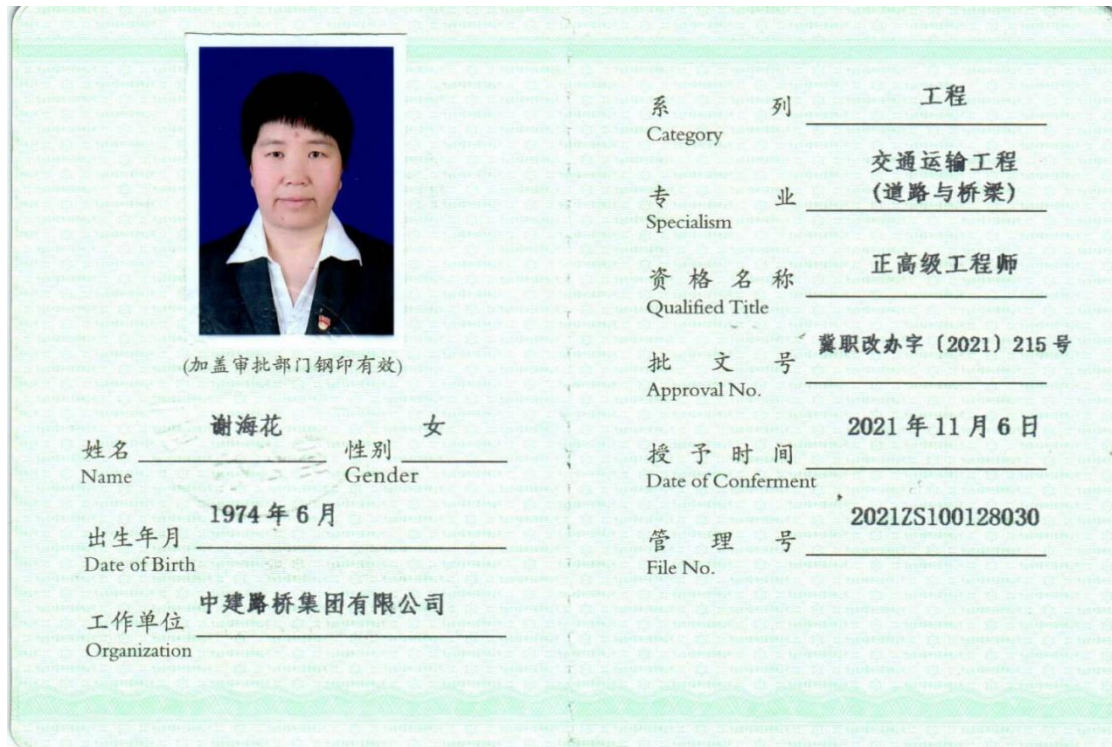 (加盖审批部门钢印有效)
谢海花 女
姓名 性别
Name Gender
1974年6月
出生年月
Date of Birth
中建路桥集团有限公司
工作单位
Organization
工程
系列
Category
交通运输工程
(道路与桥梁)
专业
Specialism
正高级工程师
资格名称
Qualified Title
冀职改办字〔2021〕215号
批文号
Approval No.
2021年11月6日
授予时间
Date of Conferment
2021ZS100128030
管理号
File No.